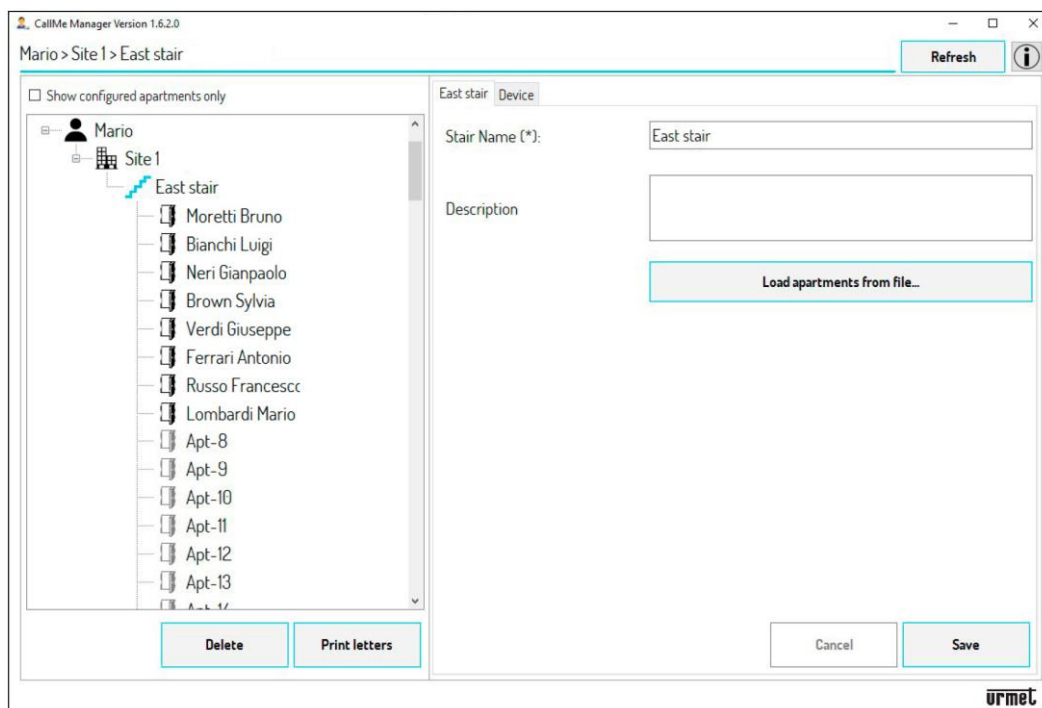 CallMe Manager Version 1.6.2.0
Mario > Site 1 > East stair
Refresh
Show configured apartments only
Mario
Site 1
East stair
Moretti Bruno
Bianchi Luigi
Neri Gianpaolo
Brown Sylvia
Verdi Giuseppe
Ferrari Antonio
Russo Francesco
Lombardi Mario
Apt-8
Apt-9
Apt-10
Apt-11
Apt-12
Apt-13
Delete
Print letters
East stair
Device
Stair Name (*):
East stair
Description
Load apartments from file...
Cancel
Save
urmet